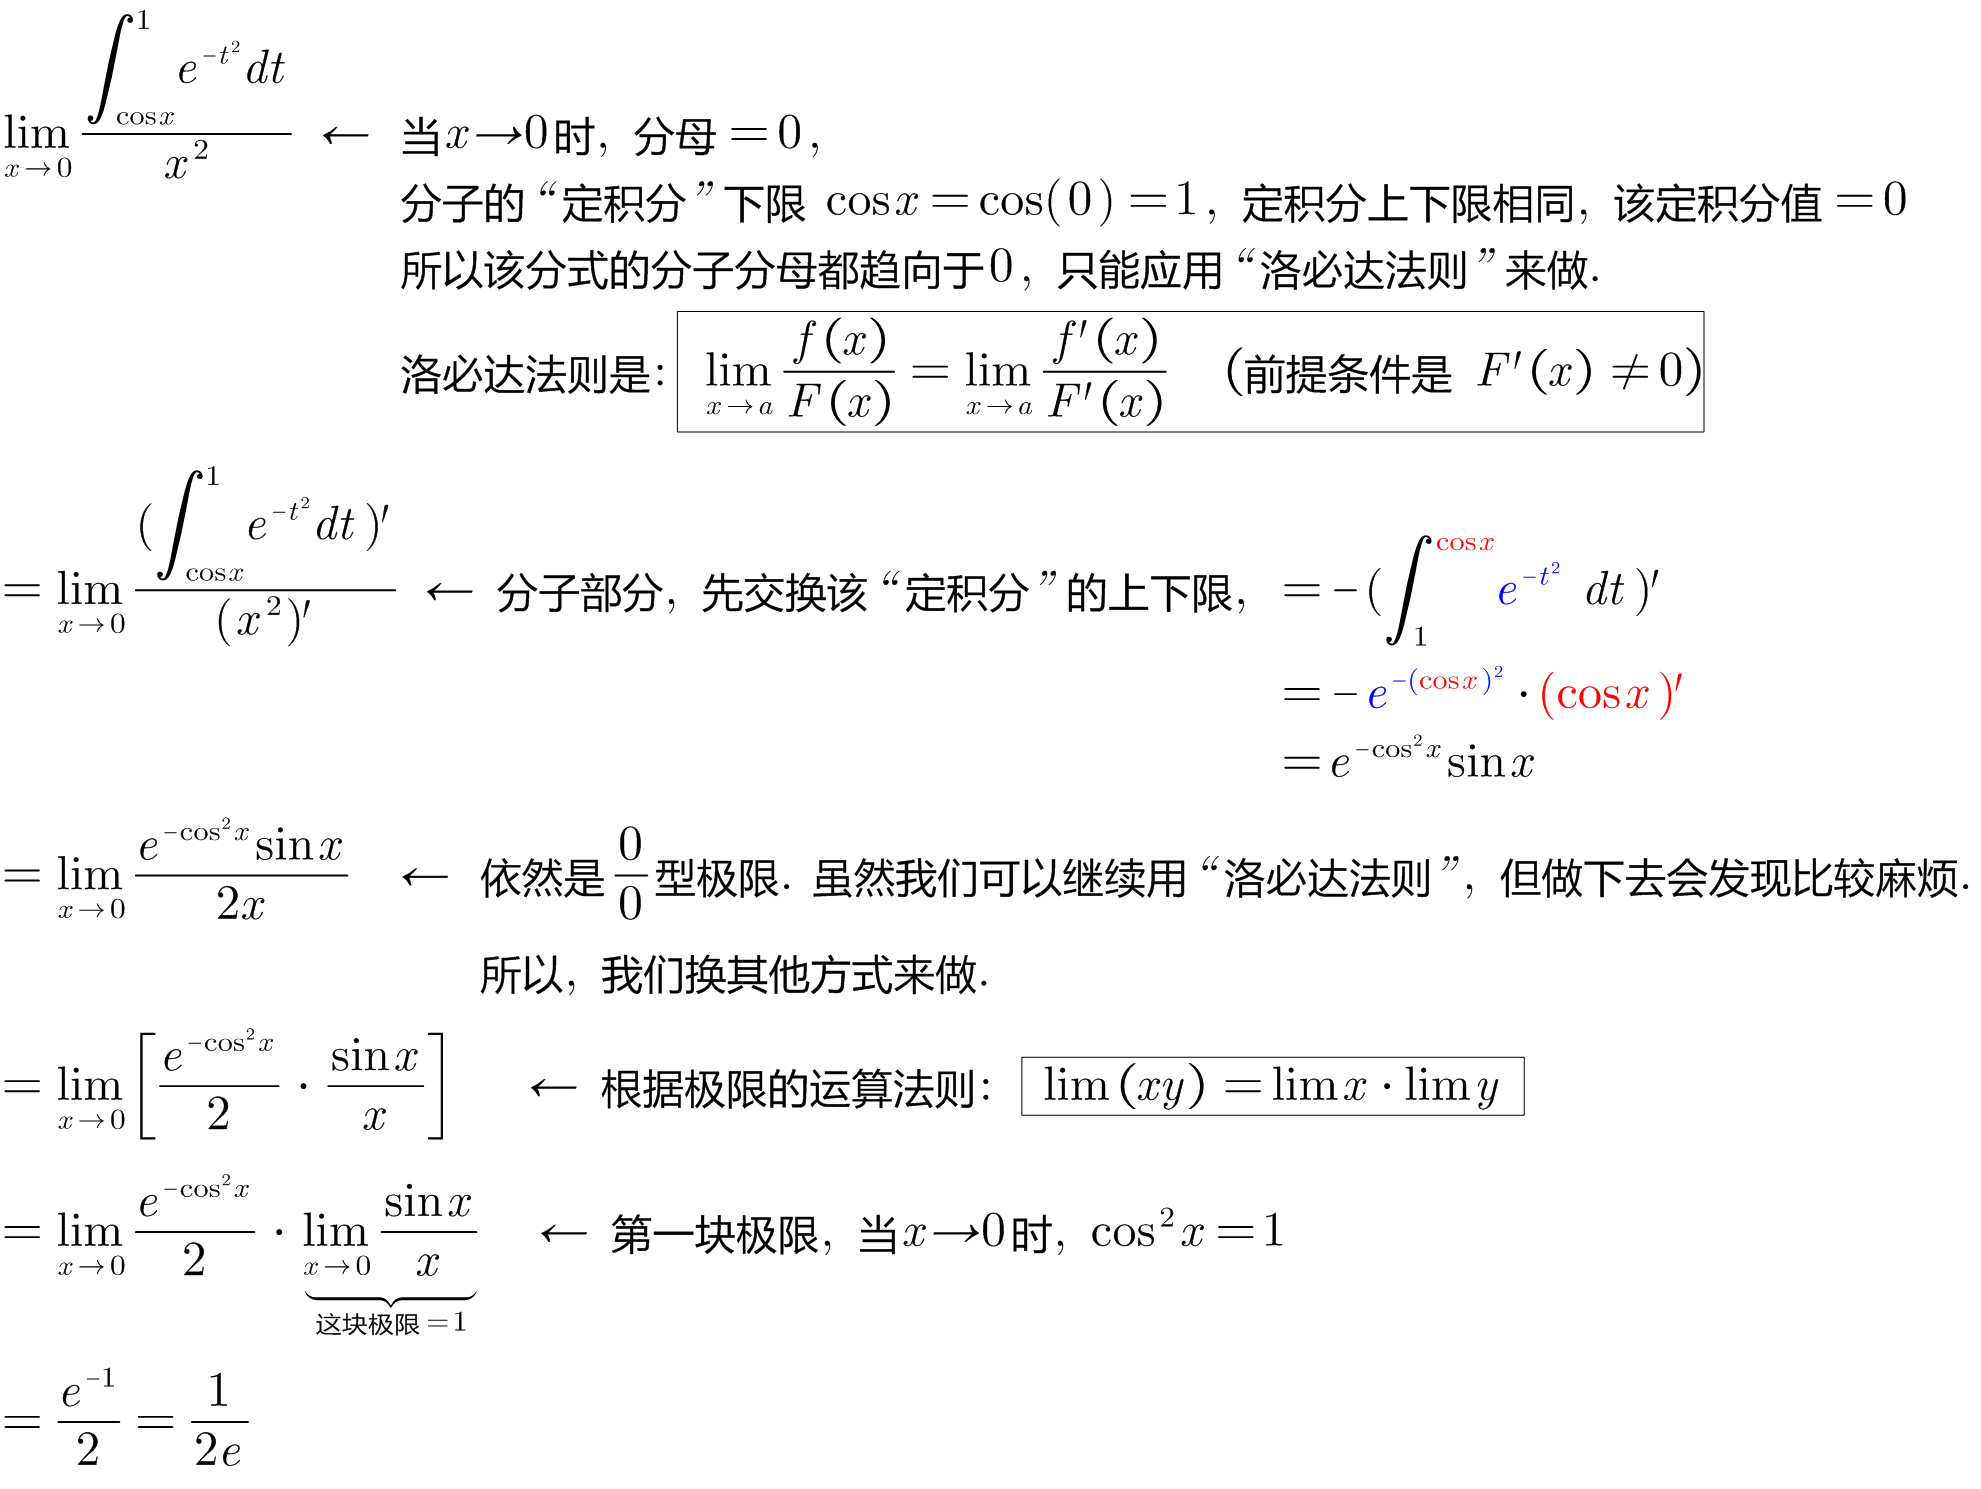 $\lim_{x \to 0} \frac{\int_{\cos x}^{1} e^{-t^2} dt}{x^2}$ ← 当 $x \to 0$ 时, 分母 $= 0$,
分子的 “定积分” 下限 $\cos x = \cos(0) = 1$, 定积分上下限相同, 该定积分值 $= 0$
所以该分式的分子分母都趋向于 $0$, 只能应用 “洛必达法则” 来做.
洛必达法则是: $\lim_{x \to a} \frac{f(x)}{F(x)} = \lim_{x \to a} \frac{f'(x)}{F'(x)}$ (前提条件是 $F'(x) \neq 0$)
$= \lim_{x \to 0} \frac{(\int_{\cos x}^{1} e^{-t^2} dt)'}{(x^2)'}$ ← 分子部分, 先交换该 “定积分” 的上下限, $= -(\int_{1}^{\cos x} e^{-t^2} dt)'$
$= -e^{-(\cos x)^2} \cdot (\cos x)'$
$= e^{-\cos^2 x} \sin x$
$= \lim_{x \to 0} \frac{e^{-\cos^2 x} \sin x}{2x}$ ← 依然是 $\frac{0}{0}$ 型极限. 虽然我们可以继续用 “洛必达法则”, 但做下去会发现比较麻烦.
所以, 我们换其他方式来做.
$= \lim_{x \to 0} \left[ \frac{e^{-\cos^2 x}}{2} \cdot \frac{\sin x}{x} \right]$ ← 根据极限的运算法则: $\lim (xy) = \lim x \cdot \lim y$
$= \lim_{x \to 0} \frac{e^{-\cos^2 x}}{2} \cdot \lim_{x \to 0} \frac{\sin x}{x}$ ← 第一块极限, 当 $x \to 0$ 时, $\cos^2 x = 1$
这块极限 $= 1$
$= \frac{e^{-1}}{2} = \frac{1}{2e}$